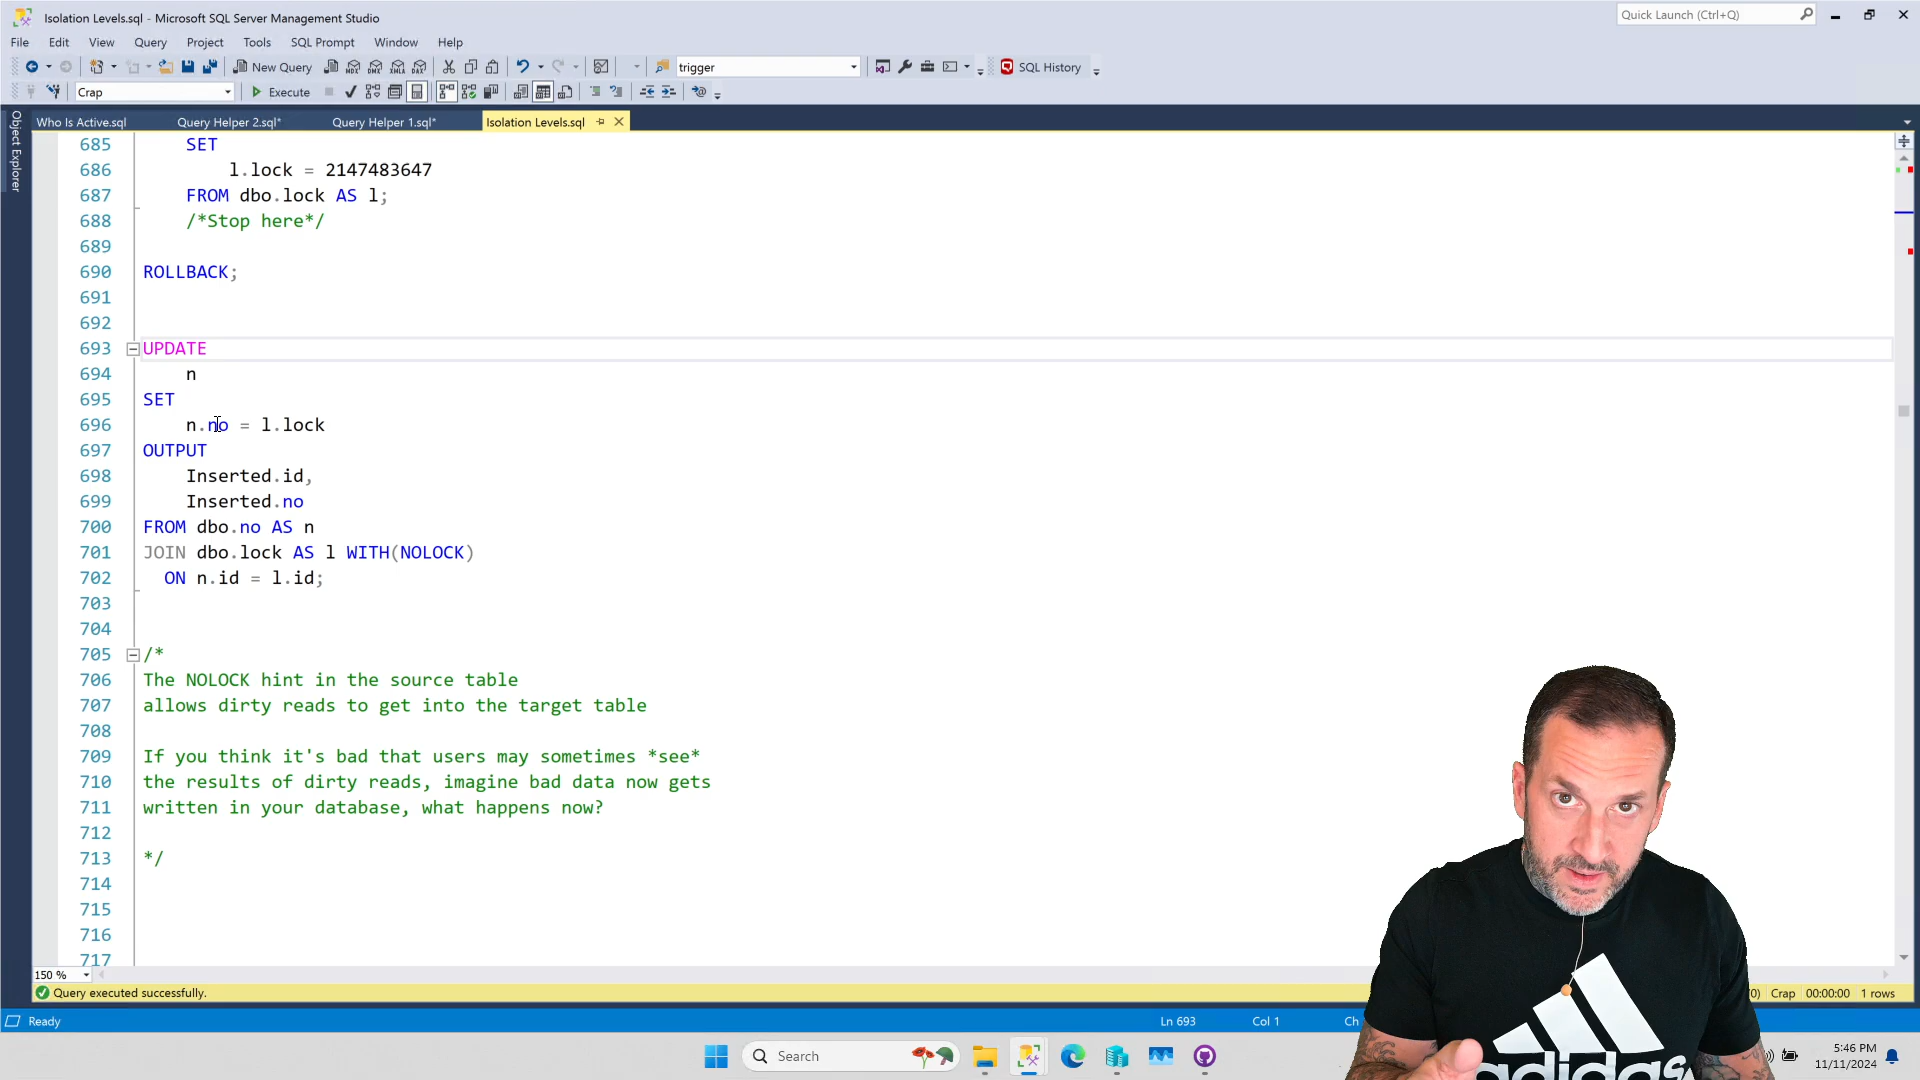 Isolation Levels.sql - Microsoft SQL Server Management Studio
Quick Launch (Ctrl+Q)
File Edit View Query Project Tools SQL Prompt Window Help
New Query
MDX DMX XMLA DAX
trigger
SQL History
Crap
Execute
Who Is Active.sql
Query Helper 2.sql*
Query Helper 1.sql*
Isolation Levels.sql
Object Explorer
685 SET
686 l.lock = 2147483647
687 FROM dbo.lock AS l;
688 /*Stop here*/
689
690 ROLLBACK;
691
692
693 UPDATE
694 n
695 SET
696 n.no = l.lock
697 OUTPUT
698 Inserted.id,
699 Inserted.no
700 FROM dbo.no AS n
701 JOIN dbo.lock AS l WITH(NOLOCK)
702 ON n.id = l.id;
703
704
705 /*
706 The NOLOCK hint in the source table
707 allows dirty reads to get into the target table
708
709 If you think it's bad that users may sometimes *see*
710 the results of dirty reads, imagine bad data now gets
711 written in your database, what happens now?
712
713 */
714
715
716
717
150 %
Query executed successfully.
0) Crap 00:00:00 1 rows
Ready
Ln 693 Col 1 Ch
Search
5:46 PM
11/11/2024
adidas